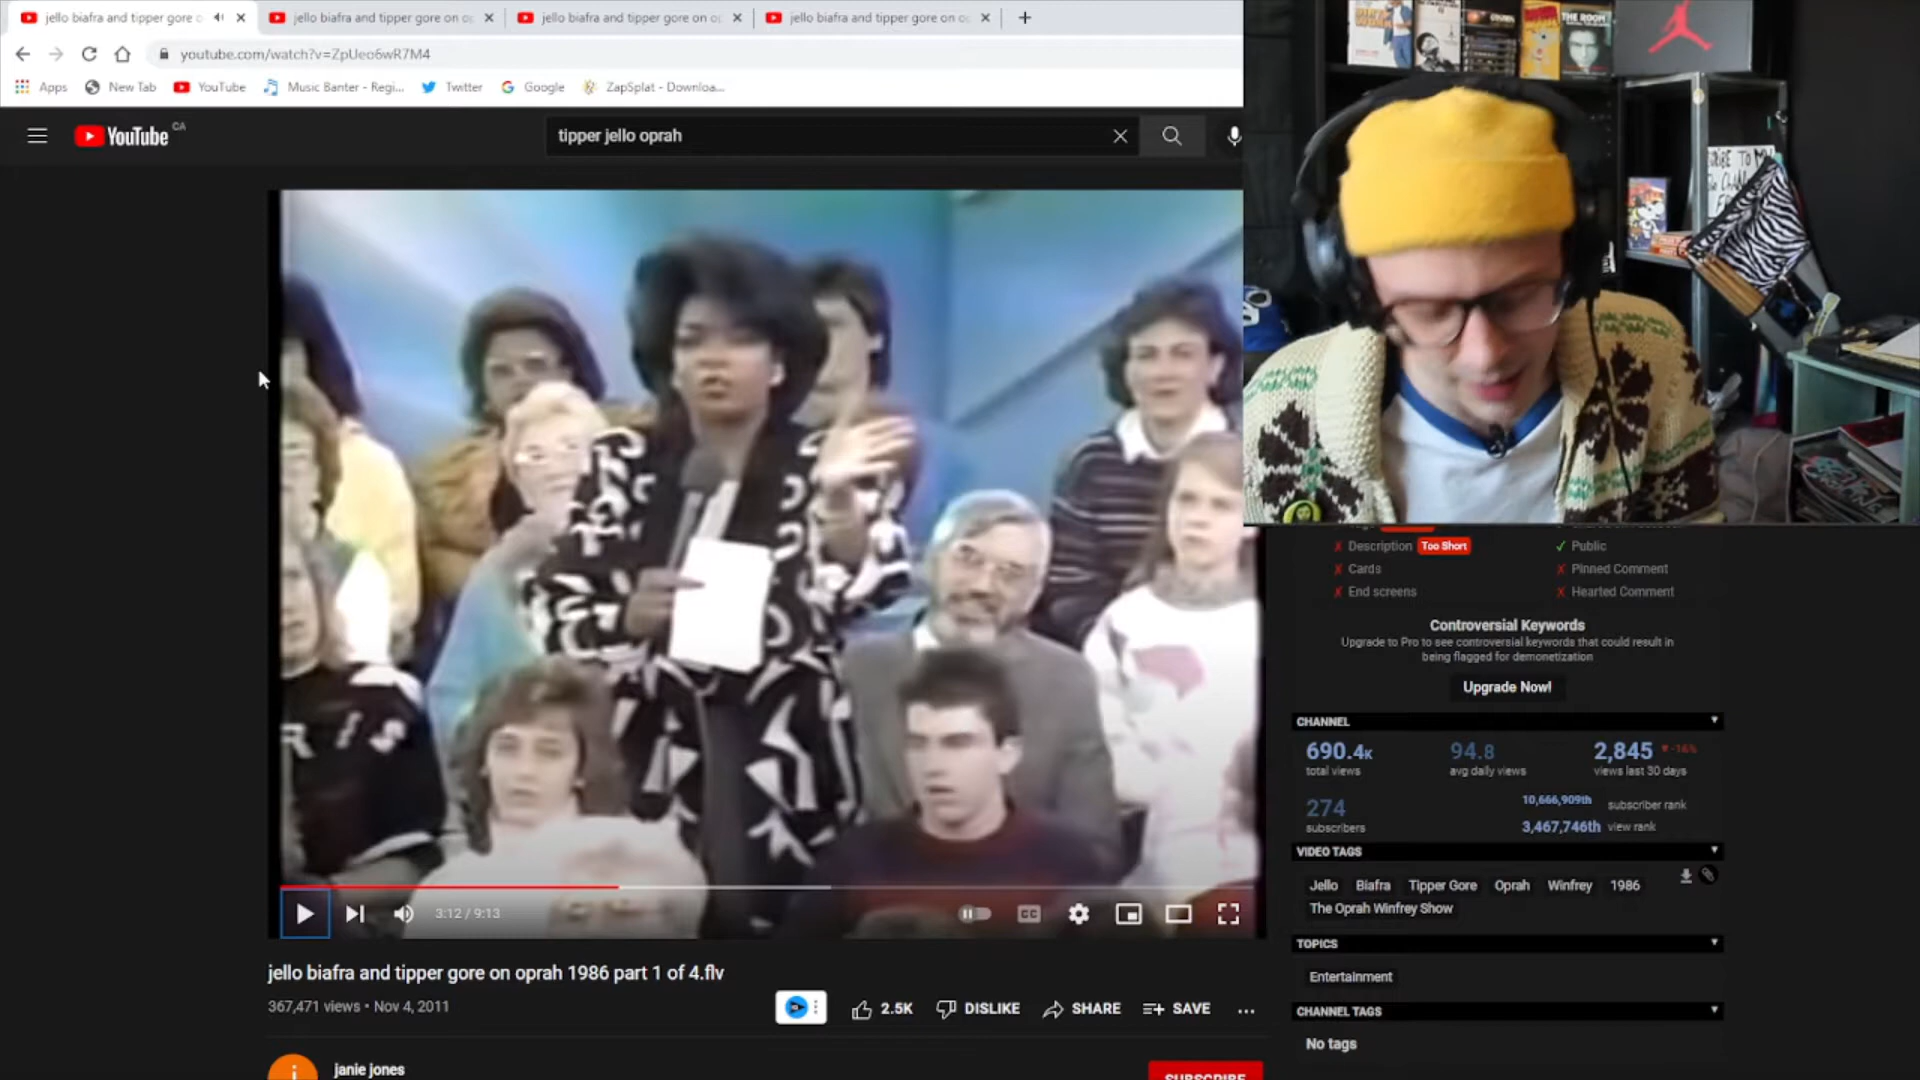 jello biafra and tipper gore o
jello biafra and tipper gore on o
jello biafra and tipper gore on o
jello biafra and tipper gore on o
youtube.com/watch?v=ZpUeo6wR7M4
Apps
New Tab
YouTube
Music Banter - Regi...
Twitter
Google
ZapSplat - Downloa...
YouTube CA
tipper jello oprah
THE ROOM
RIS
3:12 / 9:13
CC
jello biafra and tipper gore on oprah 1986 part 1 of 4.flv
367,471 views • Nov 4, 2011
2.5K
DISLIKE
SHARE
SAVE
janie jones
SUBSCRIBE
Description Too Short
Public
Cards
Pinned Comment
End screens
Hearted Comment
Controversial Keywords
Upgrade to Pro to see controversial keywords that could result in
being flagged for demonetization
Upgrade Now!
CHANNEL
690.4k
94.8
2,845 -16%
total views
avg daily views
views last 30 days
274
10,666,909th subscriber rank
subscribers
3,467,746th view rank
VIDEO TAGS
Jello Biafra Tipper Gore Oprah Winfrey 1986
The Oprah Winfrey Show
TOPICS
Entertainment
CHANNEL TAGS
No tags